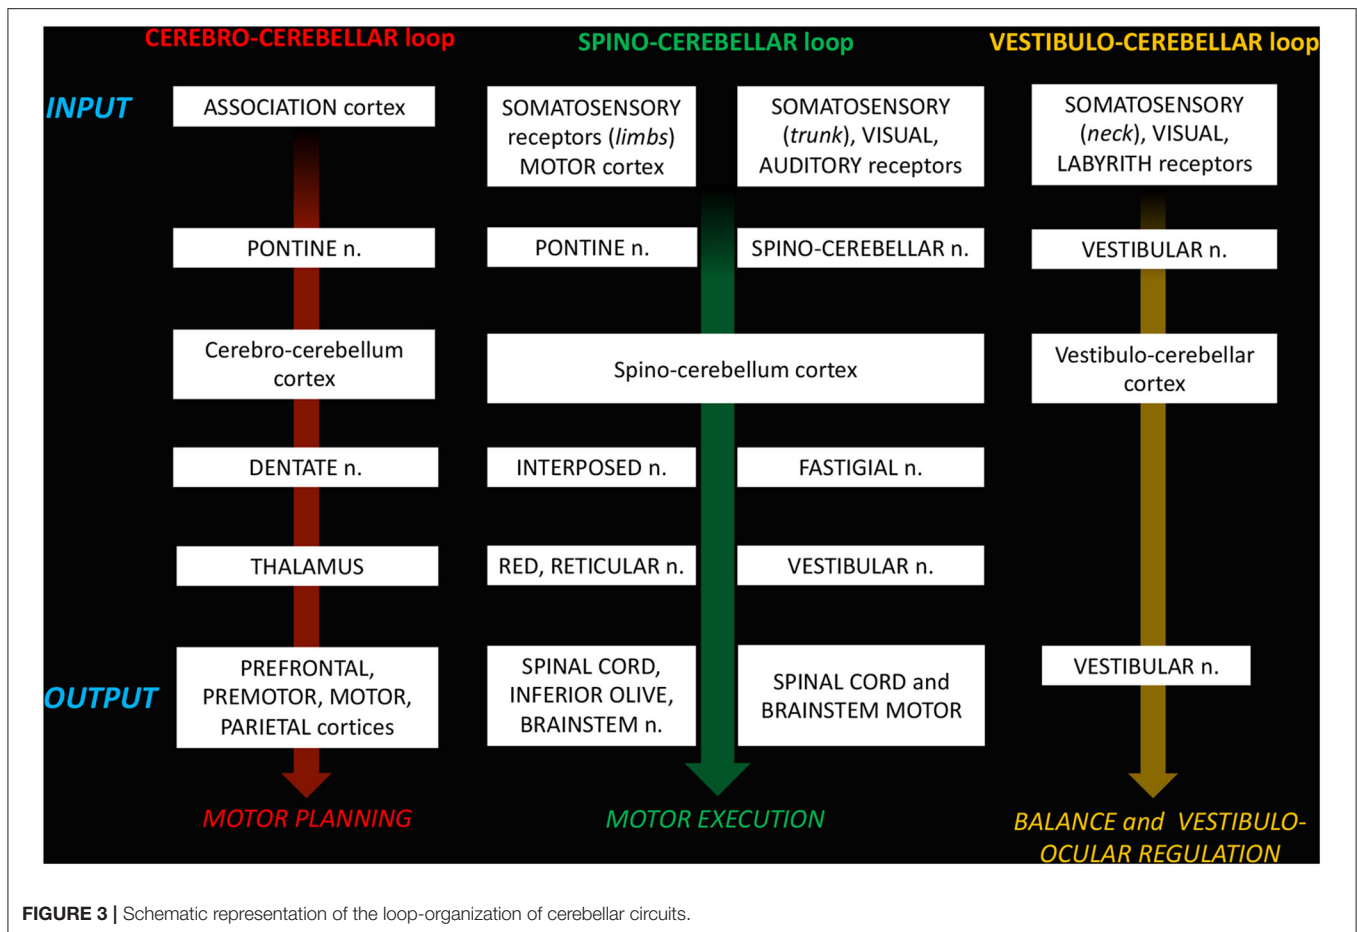 CEREBRO-CEREBELLAR loop
SPINO-CEREBELLAR loop
VESTIBULO-CEREBELLAR loop
INPUT
ASSOCIATION cortex
SOMATOSENSORY
receptors (limbs)
MOTOR cortex
SOMATOSENSORY
(trunk), VISUAL,
AUDITORY receptors
SOMATOSENSORY
(neck), VISUAL,
LABYRITH receptors
PONTINE n.
PONTINE n.
SPINO-CEREBELLAR n.
VESTIBULAR n.
Cerebro-cerebellum
cortex
Spino-cerebellum cortex
Vestibulo-cerebellar
cortex
DENTATE n.
INTERPOSED n.
FASTIGIAL n.
THALAMUS
RED, RETICULAR n.
VESTIBULAR n.
OUTPUT
PREFRONTAL,
PREMOTOR, MOTOR,
PARIETAL cortices
SPINAL CORD,
INFERIOR OLIVE,
BRAINSTEM n.
SPINAL CORD and
BRAINSTEM MOTOR
VESTIBULAR n.
MOTOR PLANNING
MOTOR EXECUTION
BALANCE and VESTIBULO-
OCULAR REGULATION
FIGURE 3 | Schematic representation of the loop-organization of cerebellar circuits.